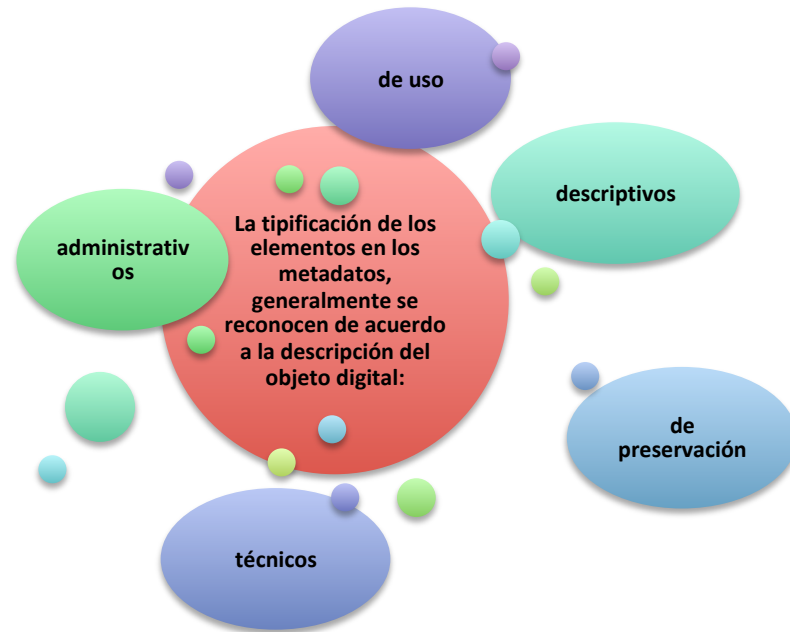 de uso
descriptivos
administrativ
os
La tipificación de los
elementos en los
metadatos,
generalmente se
reconocen de acuerdo
a la descripción del
objeto digital:
de
preservación
técnicos